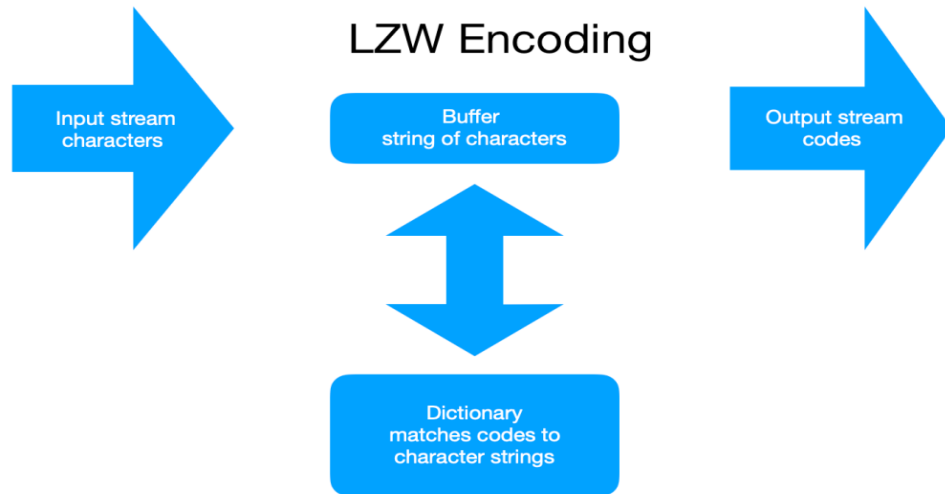 LZW Encoding
Input stream
characters
Buffer
string of characters
Output stream
codes
Dictionary
matches codes to
character strings